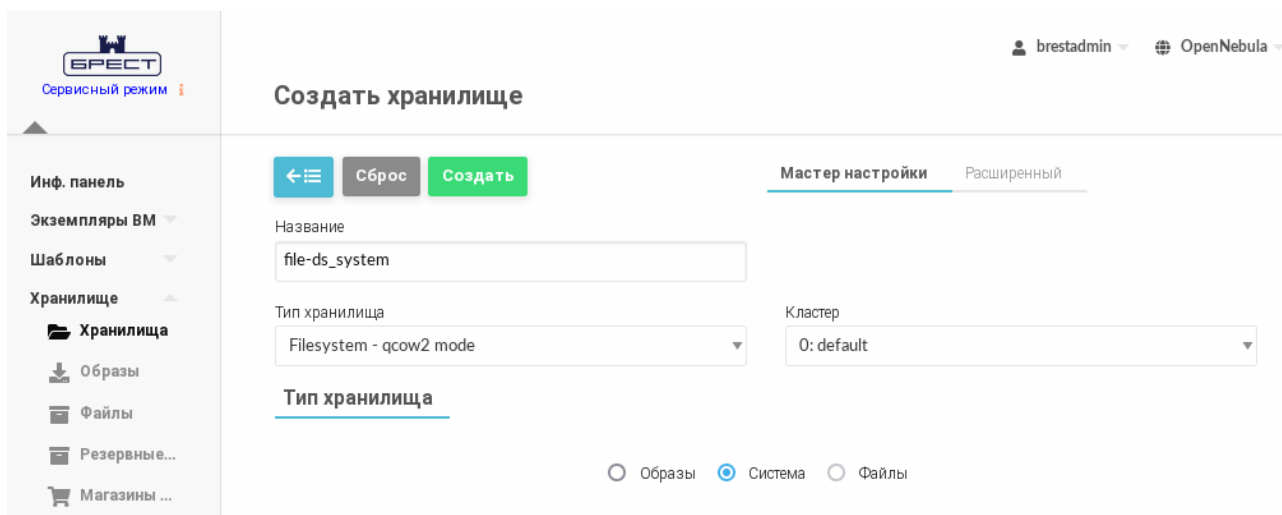 БРЕСТ
Сервисный режим i
brestadmin
OpenNebula
Создать хранилище
Инф. панель
Экземпляры ВМ
Шаблоны
Хранилище
Хранилища
Образы
Файлы
Резервные...
Магазины ...
Сброс
Создать
Мастер настройки
Расширенный
Название
file-ds_system
Тип хранилища
Кластер
Filesystem - qcow2 mode
0: default
Тип хранилища
Образы
Система
Файлы